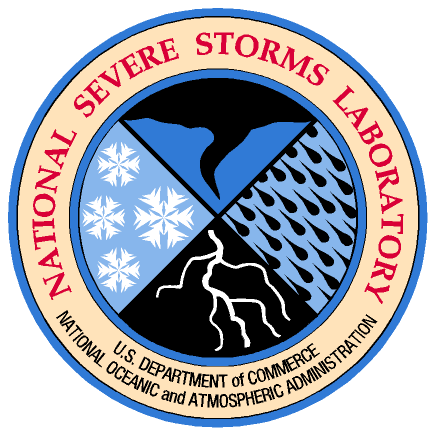 NATIONAL SEVERE STORMS LABORATORY
U.S. DEPARTMENT of COMMERCE
NATIONAL OCEANIC and ATMOSPHERIC ADMINISTRATION